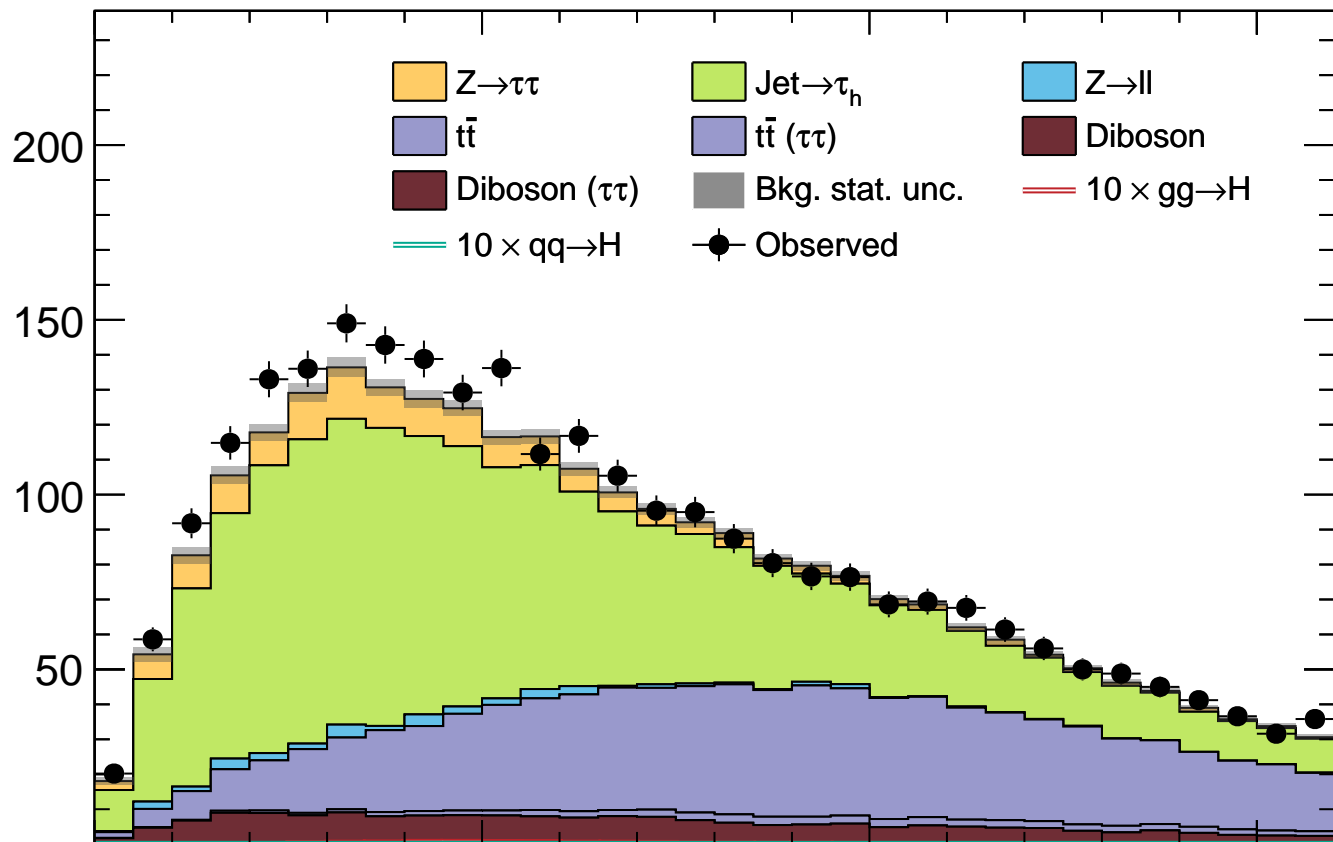 Z→ττ Jet→τₕ Z→ll
tt̄ tt̄ (ττ) Diboson
Diboson (ττ) Bkg. stat. unc. 10 × gg→H
10 × qq→H Observed
200
150
100
50